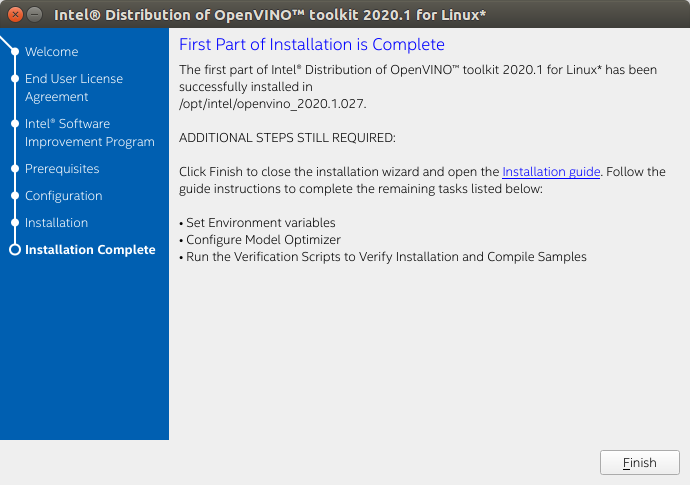 Intel® Distribution of OpenVINO™ toolkit 2020.1 for Linux*
Welcome
End User License
Agreement
Intel® Software
Improvement Program
Prerequisites
Configuration
Installation
Installation Complete
First Part of Installation is Complete
The first part of Intel® Distribution of OpenVINO™ toolkit 2020.1 for Linux* has been
successfully installed in
/opt/intel/openvino_2020.1.027.
ADDITIONAL STEPS STILL REQUIRED:
Click Finish to close the installation wizard and open the Installation guide. Follow the
guide instructions to complete the remaining tasks listed below:
• Set Environment variables
• Configure Model Optimizer
• Run the Verification Scripts to Verify Installation and Compile Samples
Finish